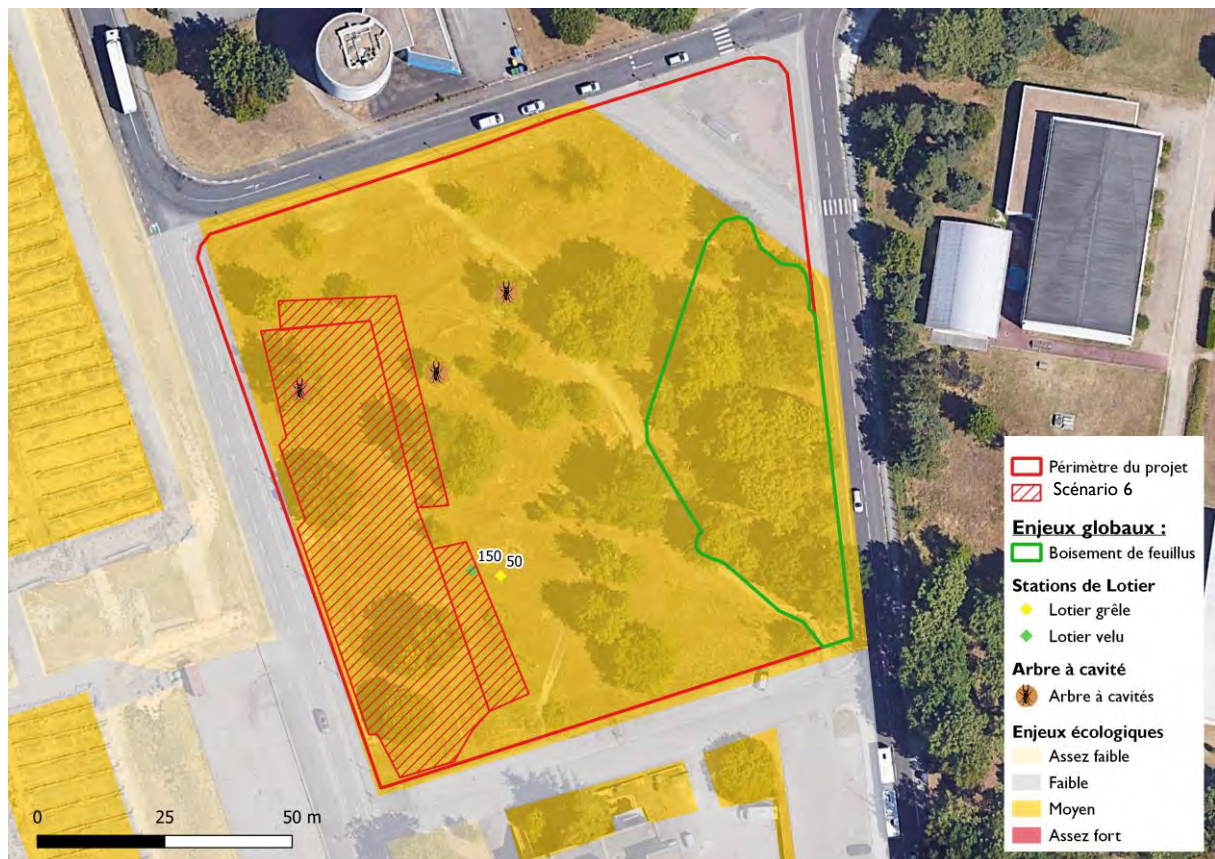 150 50
Périmètre du projet
Scénario 6
Enjeux globaux :
Boisement de feuillus
Stations de Lotier
Lotier grêle
Lotier velu
Arbre à cavité
Arbre à cavités
Enjeux écologiques
Assez faible
Faible
Moyen
Assez fort
0 25 50 m